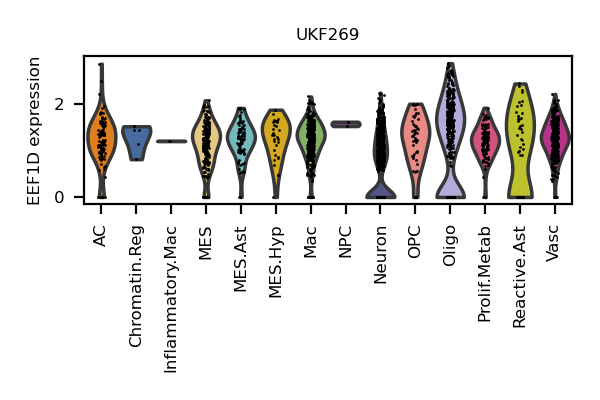 UKF269
EEF1D expression
2
0
AC
Chromatin.Reg
Inflammatory.Mac
MES
MES.Ast
MES.Hyp
Mac
NPC
Neuron
OPC
Oligo
Prolif.Metab
Reactive.Ast
Vasc